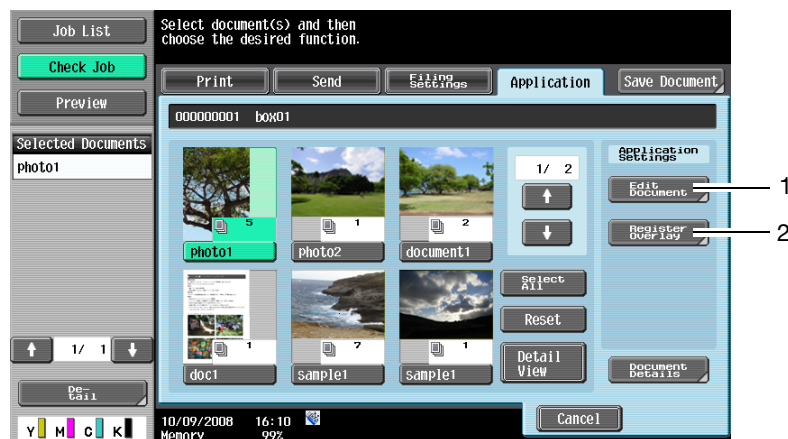 Job List
Check Job
Preview
Selected Documents
photo1
1/ 1
De-
tail
Y M C K
Select document(s) and then
choose the desired function.
Print
Send
Filing
Settings
Application
Save Document
000000001 box01
5
photo1
1
photo2
2
document1
1
doc1
7
sample1
1
sample1
1/ 2
Select
All
Reset
Detail
View
Application
Settings
Edit
Document
1
Register
Overlay
2
Document
Details
10/09/2008 16:10
Memory 99%
Cancel